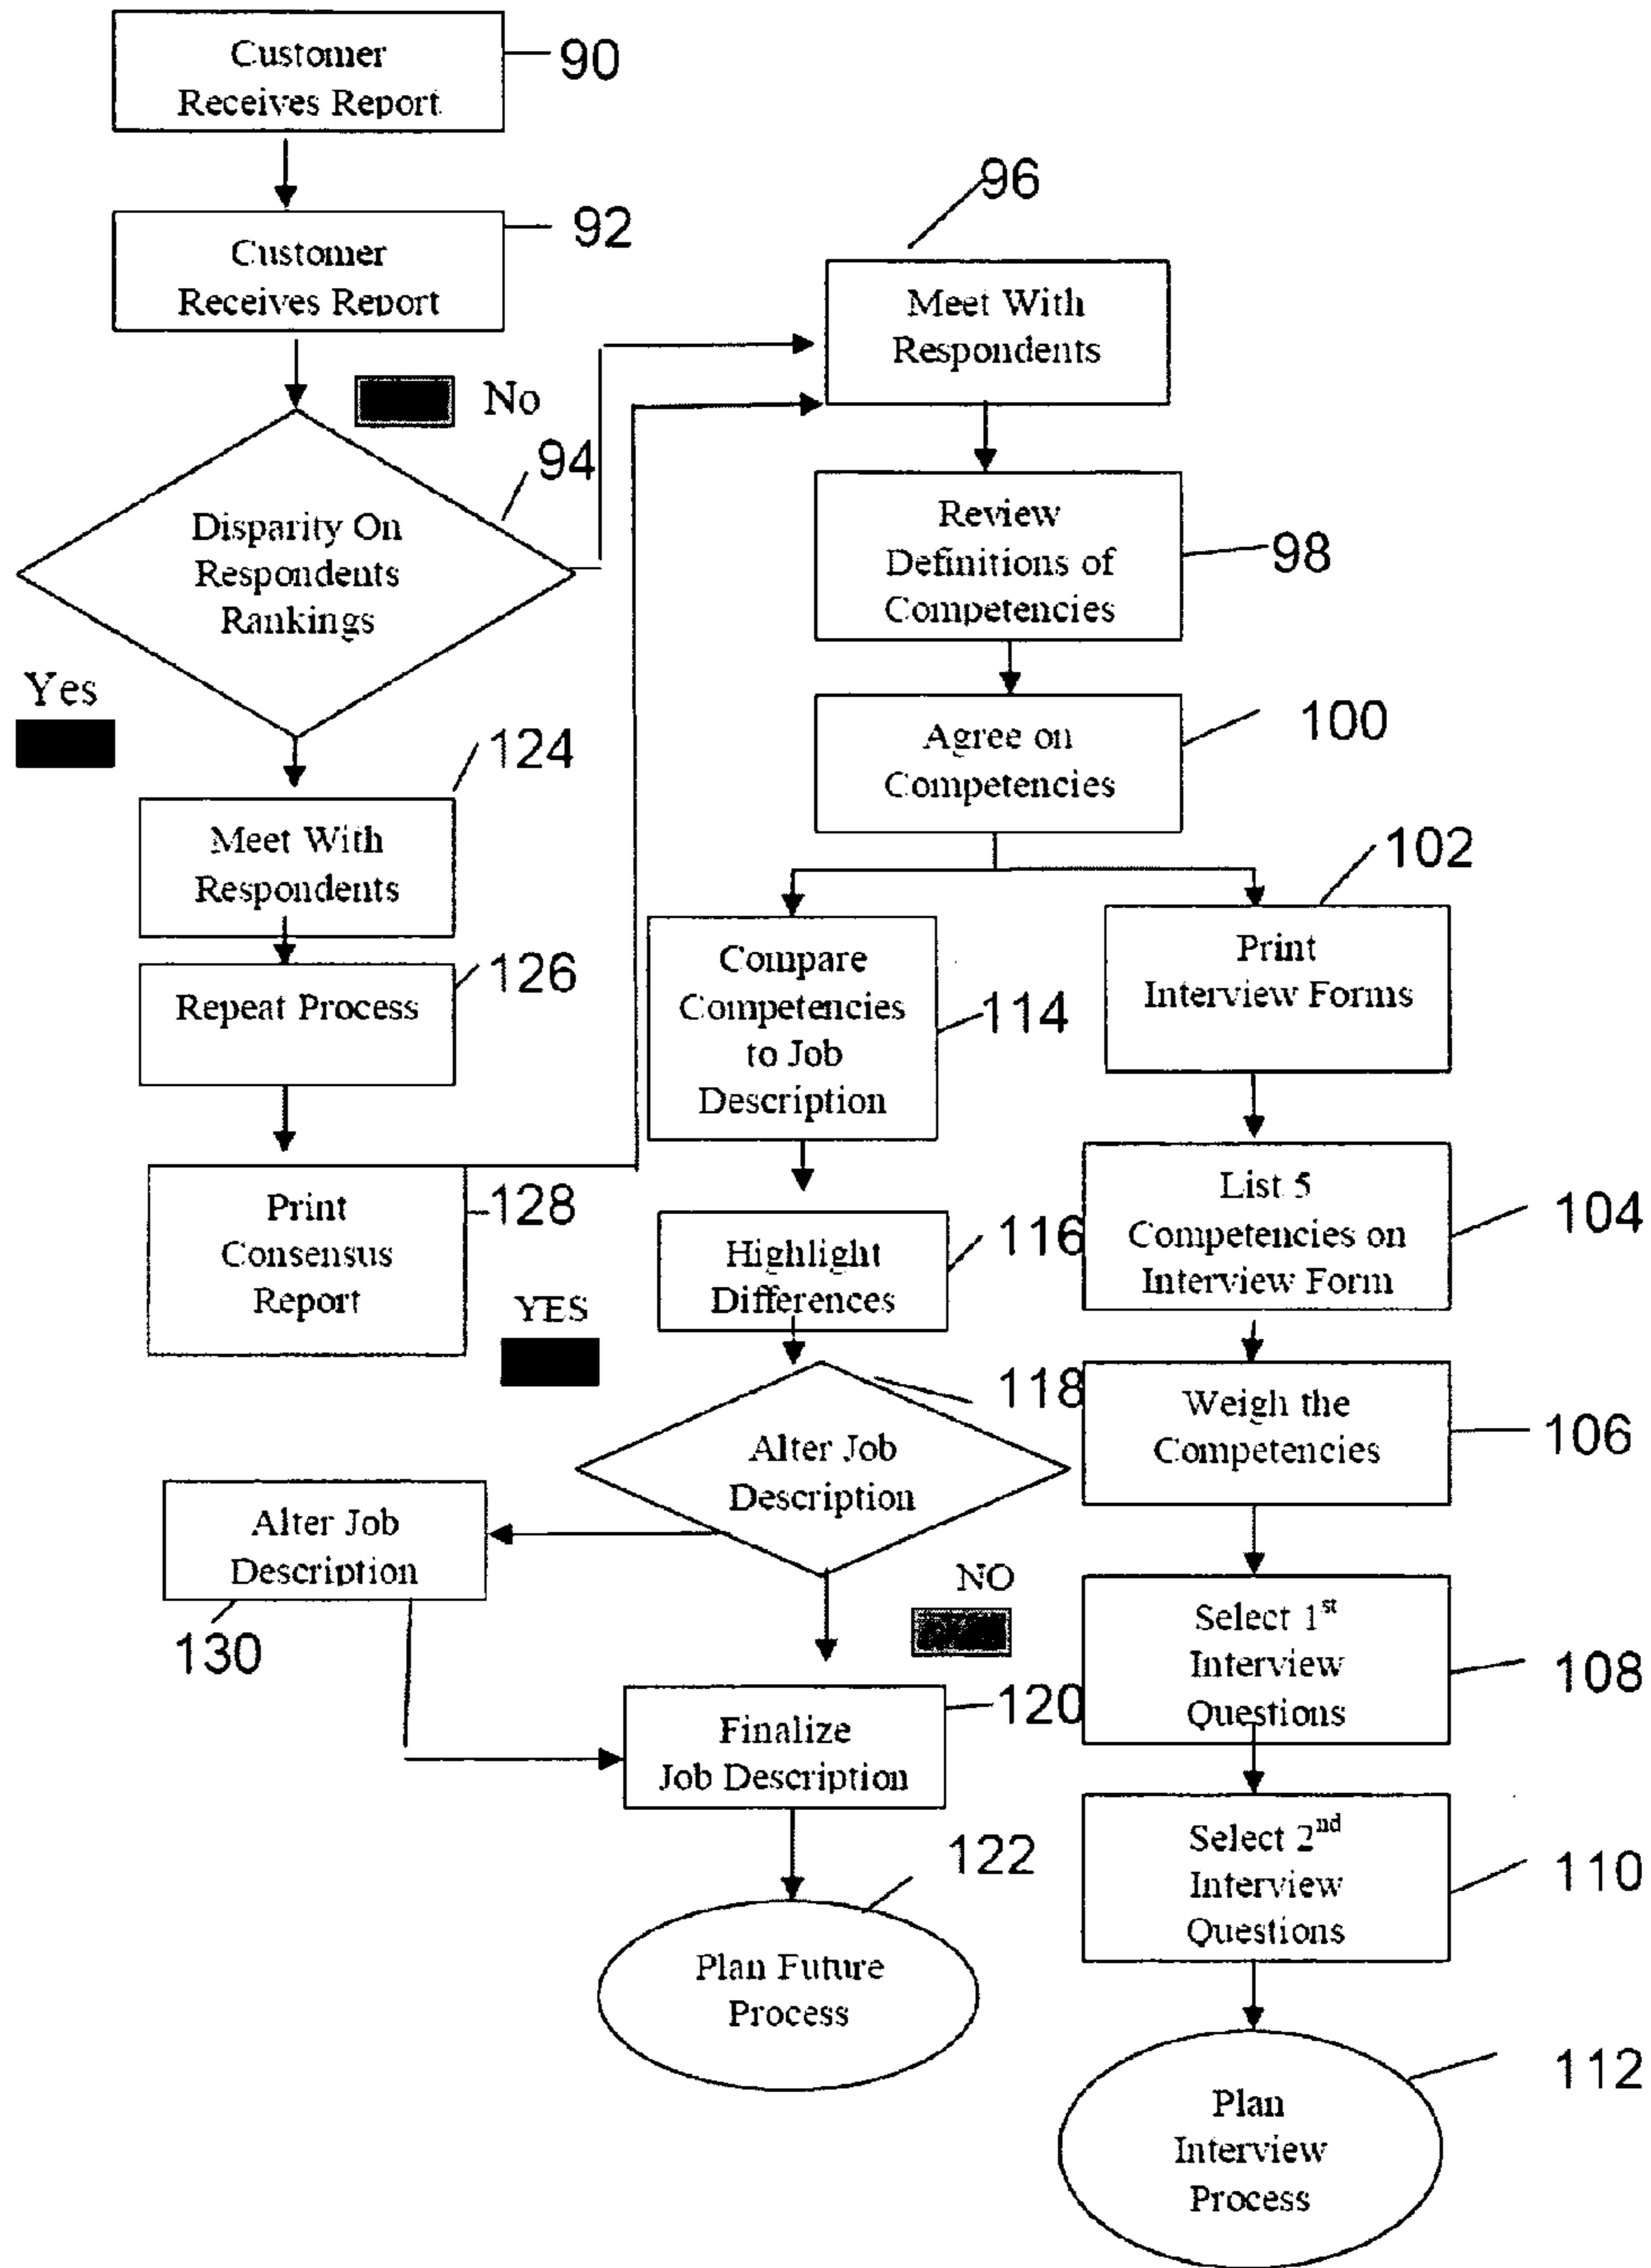 Customer
Receives Report
90
Customer
Receives Report
92
No
94
Disparity On
Respondents
Rankings
Yes
124
Meet With
Respondents
126
Repeat Process
128
Print
Consensus
Report
96
Meet With
Respondents
Review
Definitions of
Competencies
98
Agree on
Competencies
100
102
Print
Interview Forms
Compare
Competencies
to Job
Description
114
List 5
Competencies on
Interview Form
104
Highlight
Differences
116
YES
118
Alter Job
Description
Weigh the
Competencies
106
Alter Job
Description
130
NO
Select 1st
Interview
Questions
108
Finalize
Job Description
120
Select 2nd
Interview
Questions
110
122
Plan Future
Process
112
Plan
Interview
Process